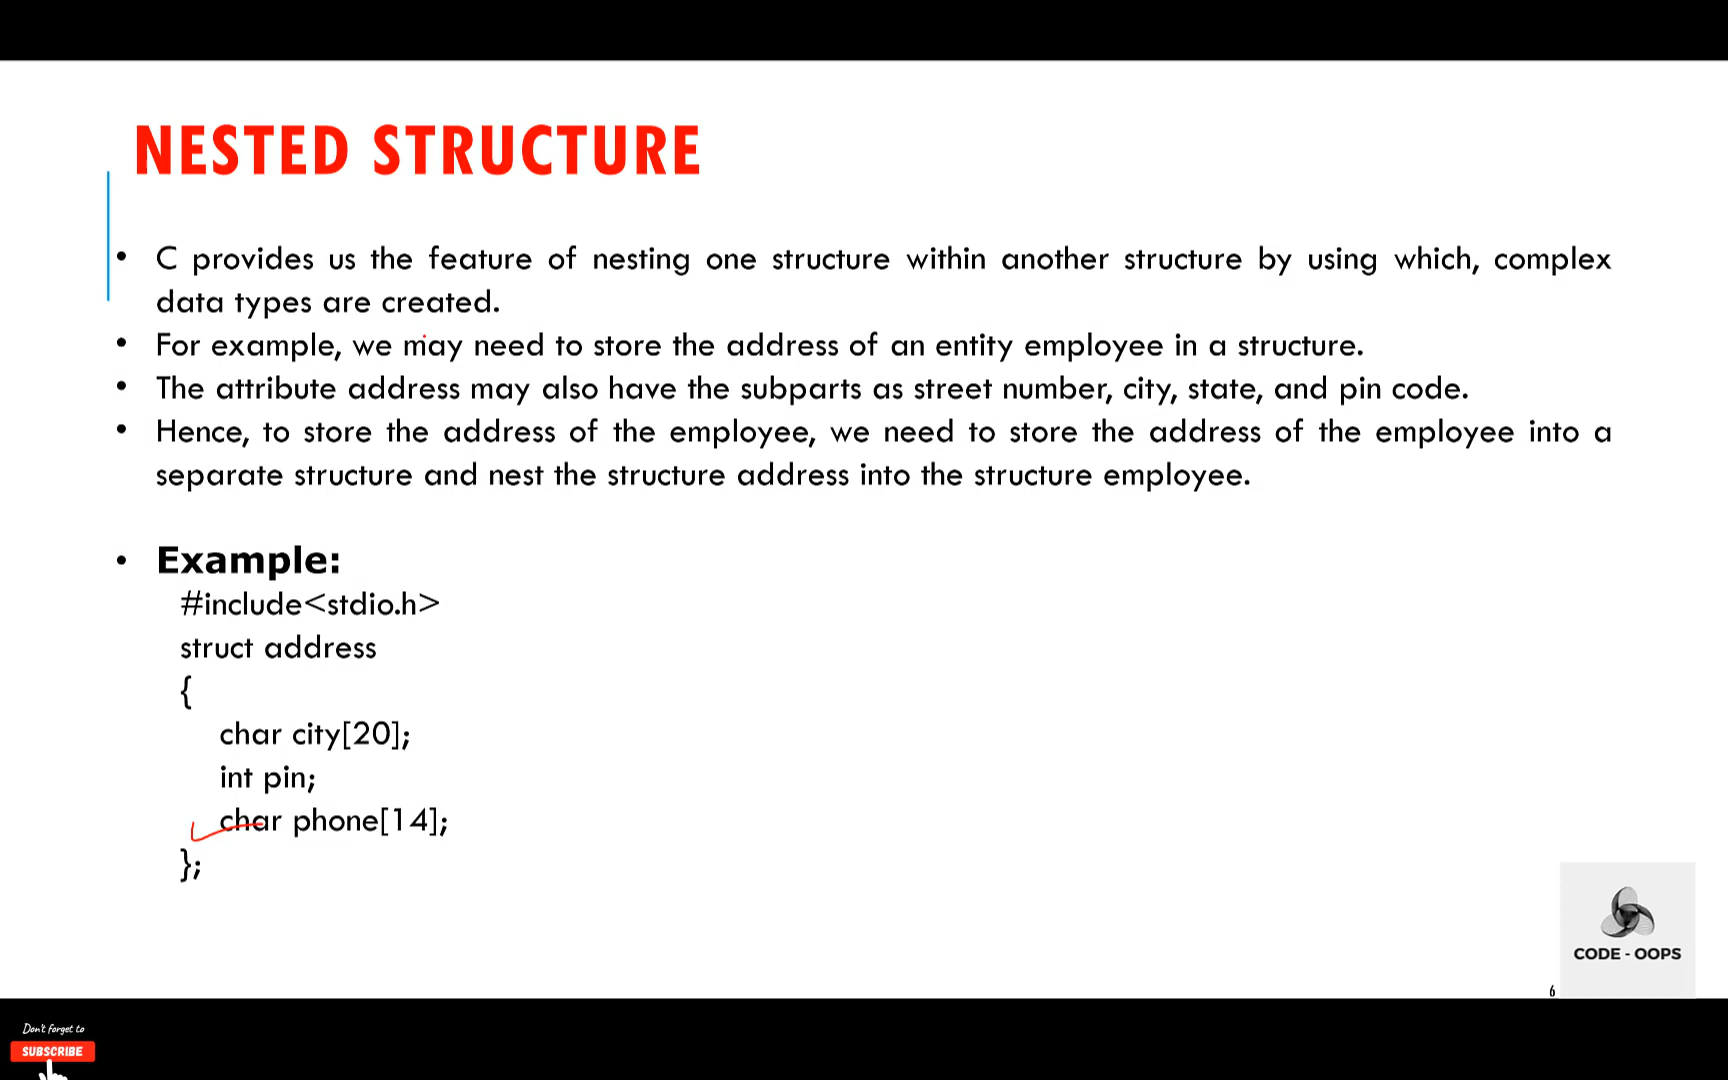 NESTED STRUCTURE
• C provides us the feature of nesting one structure within another structure by using which, complex
data types are created.
• For example, we may need to store the address of an entity employee in a structure.
• The attribute address may also have the subparts as street number, city, state, and pin code.
• Hence, to store the address of the employee, we need to store the address of the employee into a
separate structure and nest the structure address into the structure employee.
• Example:
#include<stdio.h>
struct address
{
char city[20];
int pin;
char phone[14];
};
CODE - OOPS
6
Don't forget to
SUBSCRIBE